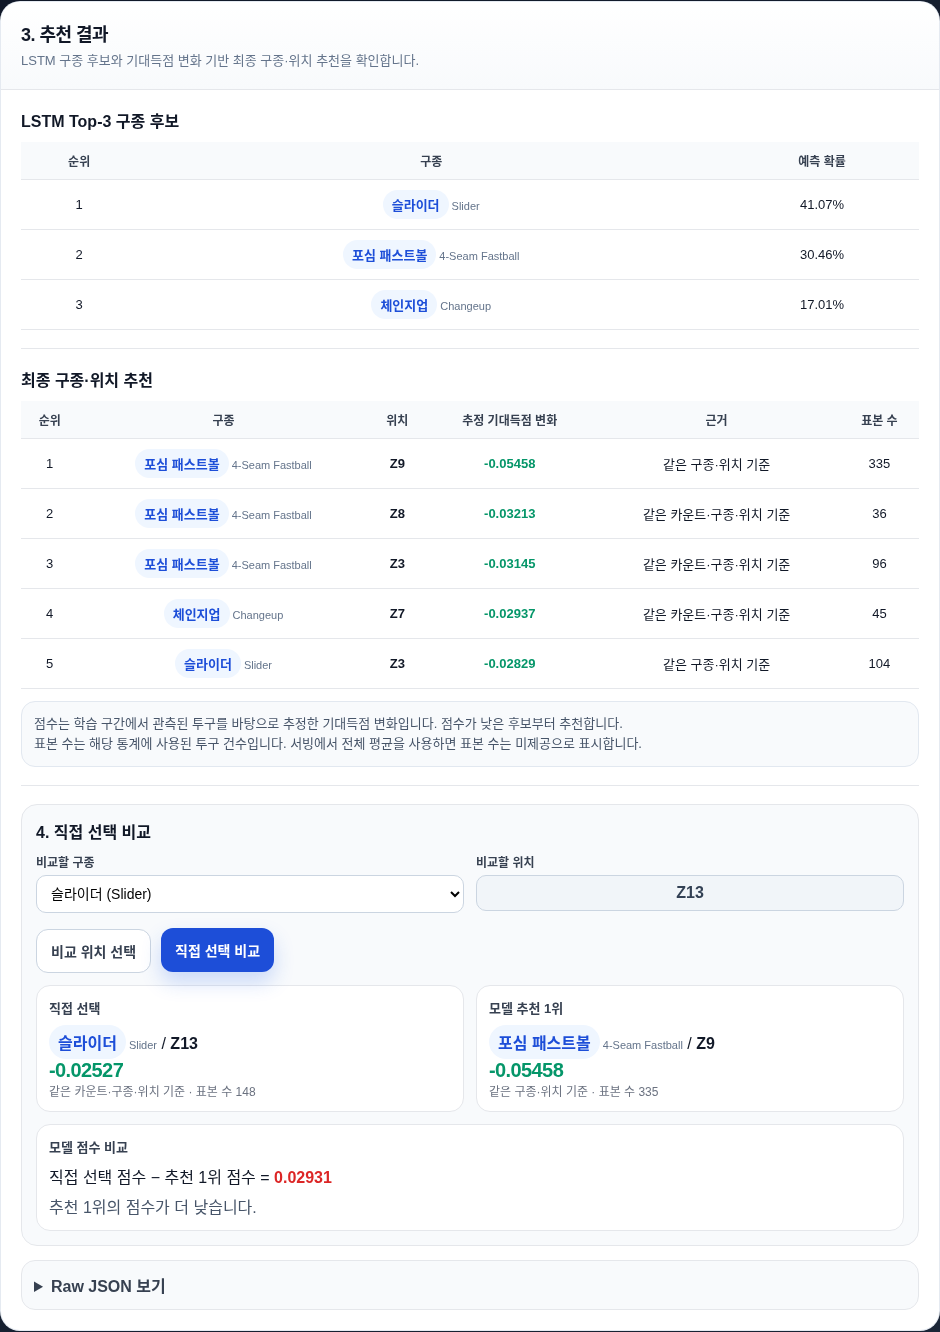 3. 추천 결과
LSTM 구종 후보와 기대득점 변화 기반 최종 구종·위치 추천을 확인합니다.
LSTM Top-3 구종 후보
순위 구종 예측 확률
1 슬라이더 Slider 41.07%
2 포심 패스트볼 4-Seam Fastball 30.46%
3 체인지업 Changeup 17.01%
최종 구종·위치 추천
순위 구종 위치 추정 기대득점 변화 근거 표본 수
1 포심 패스트볼 4-Seam Fastball Z9 -0.05458 같은 구종·위치 기준 335
2 포심 패스트볼 4-Seam Fastball Z8 -0.03213 같은 카운트·구종·위치 기준 36
3 포심 패스트볼 4-Seam Fastball Z3 -0.03145 같은 카운트·구종·위치 기준 96
4 체인지업 Changeup Z7 -0.02937 같은 카운트·구종·위치 기준 45
5 슬라이더 Slider Z3 -0.02829 같은 구종·위치 기준 104
점수는 학습 구간에서 관측된 투구를 바탕으로 추정한 기대득점 변화입니다. 점수가 낮은 후보부터 추천합니다.
표본 수는 해당 통계에 사용된 투구 건수입니다. 서빙에서 전체 평균을 사용하면 표본 수는 미제공으로 표시합니다.
4. 직접 선택 비교
비교할 구종 비교할 위치
슬라이더 (Slider) Z13
비교 위치 선택 직접 선택 비교
직접 선택
슬라이더 Slider / Z13
-0.02527
같은 카운트·구종·위치 기준 · 표본 수 148
모델 추천 1위
포심 패스트볼 4-Seam Fastball / Z9
-0.05458
같은 구종·위치 기준 · 표본 수 335
모델 점수 비교
직접 선택 점수 − 추천 1위 점수 = 0.02931
추천 1위의 점수가 더 낮습니다.
▶ Raw JSON 보기